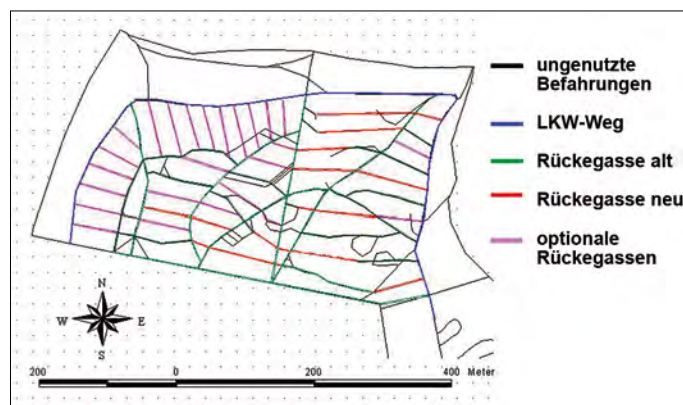 ungenutzte
Befahrungen
LKW-Weg
Rückegasse alt
Rückegasse neu
optionale
Rückegassen
N
W E
S
200 0 200 400 Meter